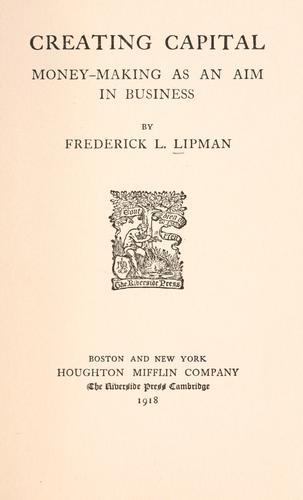 CREATING CAPITAL
MONEY-MAKING AS AN AIM
IN BUSINESS
BY
FREDERICK L. LIPMAN
The Riverside Press
BOSTON AND NEW YORK
HOUGHTON MIFFLIN COMPANY
The Riverside Press Cambridge
1918